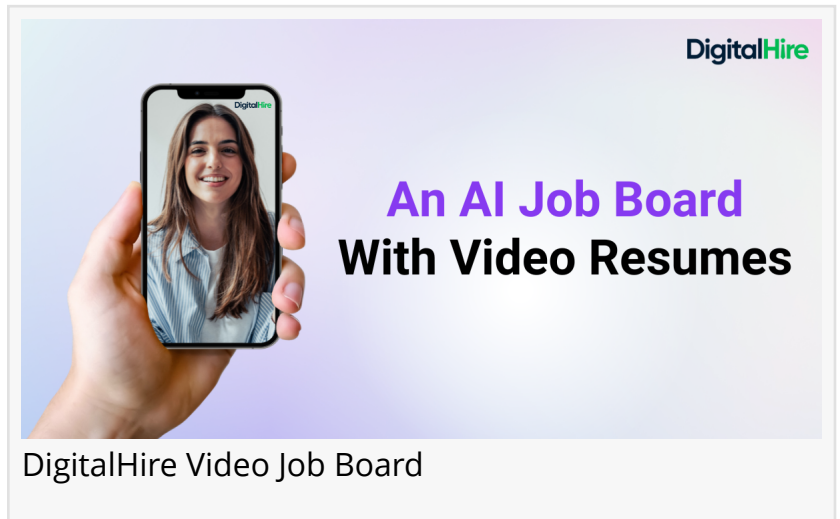 DigitalHire
DigitalHire
An AI Job Board
With Video Resumes
DigitalHire Video Job Board